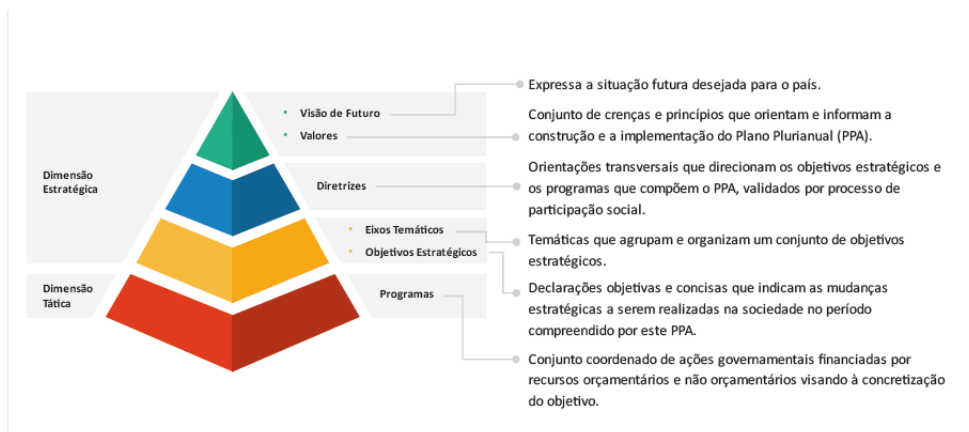 Dimensão
Estratégica
Dimensão
Tática
• Visão de Futuro
• Valores
Diretrizes
• Eixos Temáticos
• Objetivos Estratégicos
Programas
Expressa a situação futura desejada para o país.
Conjunto de crenças e princípios que orientam e informam a
construção e a implementação do Plano Plurianual (PPA).
Orientações transversais que direcionam os objetivos estratégicos e
os programas que compõem o PPA, validados por processo de
participação social.
Temáticas que agrupam e organizam um conjunto de objetivos
estratégicos.
Declarações objetivas e concisas que indicam as mudanças
estratégicas a serem realizadas na sociedade no período
compreendido por este PPA.
Conjunto coordenado de ações governamentais financiadas por
recursos orçamentários e não orçamentários visando à concretização
do objetivo.